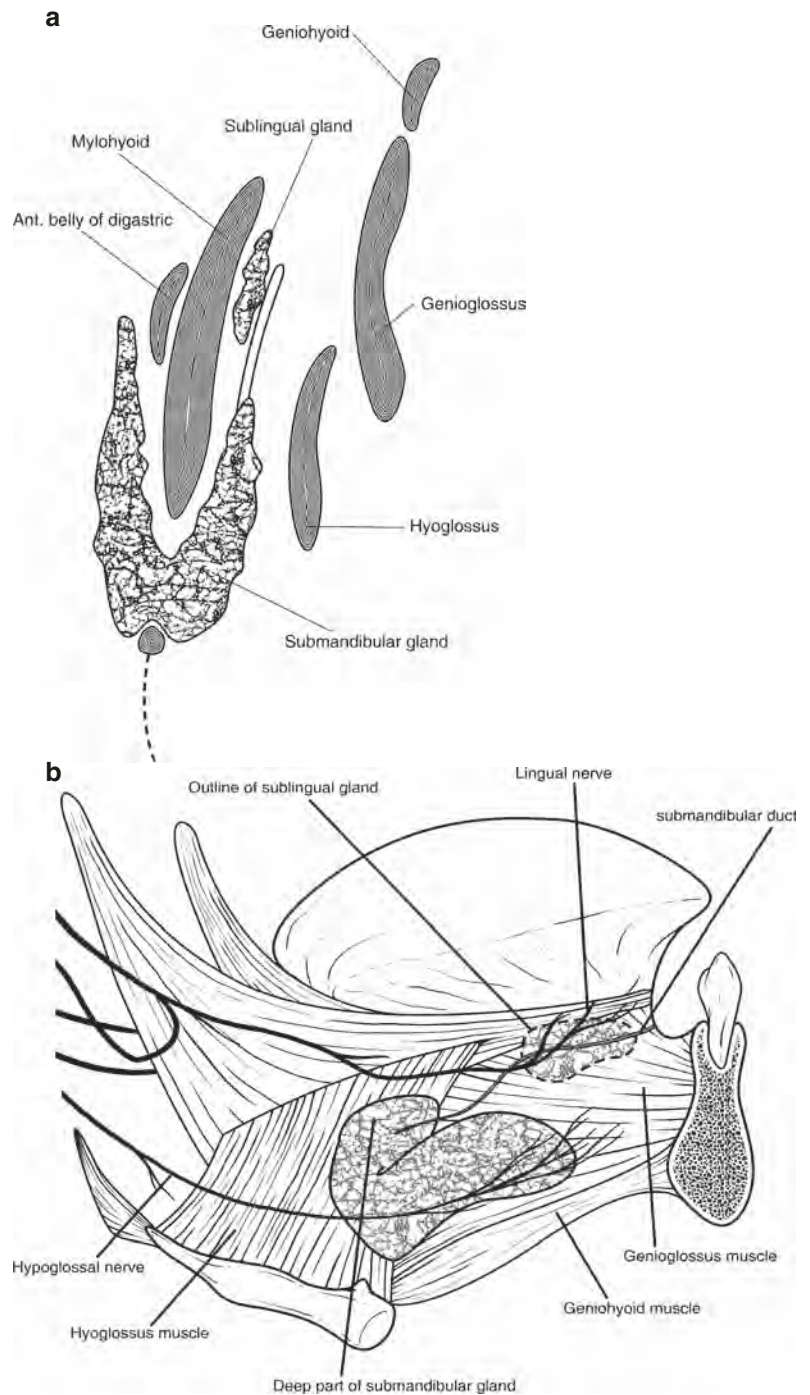 a
Geniohyoid
Sublingual gland
Mylohyoid
Ant. belly of digastric
Genioglossus
Hyoglossus
Submandibular gland
b
Lingual nerve
Outline of sublingual gland
submandibular duct
Genioglossus muscle
Hypoglossal nerve
Geniohyoid muscle
Hyoglossus muscle
Deep part of submandibular gland